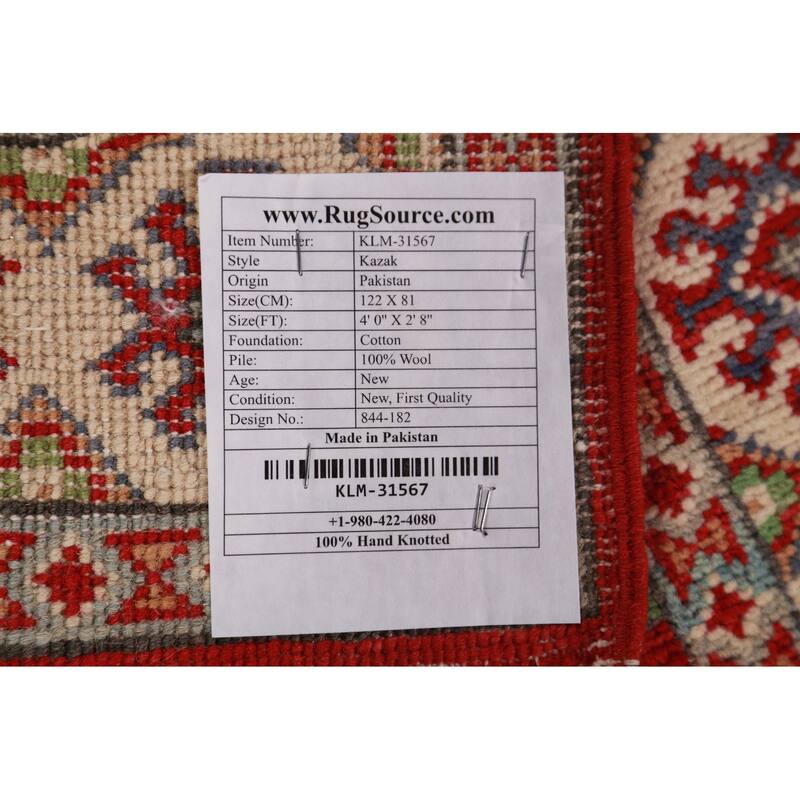 www.RugSource.com
Item Number: KLM-31567
Style Kazak
Origin Pakistan
Size(CM): 122 X 81
Size(FT): 4' 0" X 2' 8"
Foundation: Cotton
Pile: 100% Wool
Age: New
Condition: New, First Quality
Design No.: 844-182
Made in Pakistan
KLM-31567
+1-980-422-4080
100% Hand Knotted